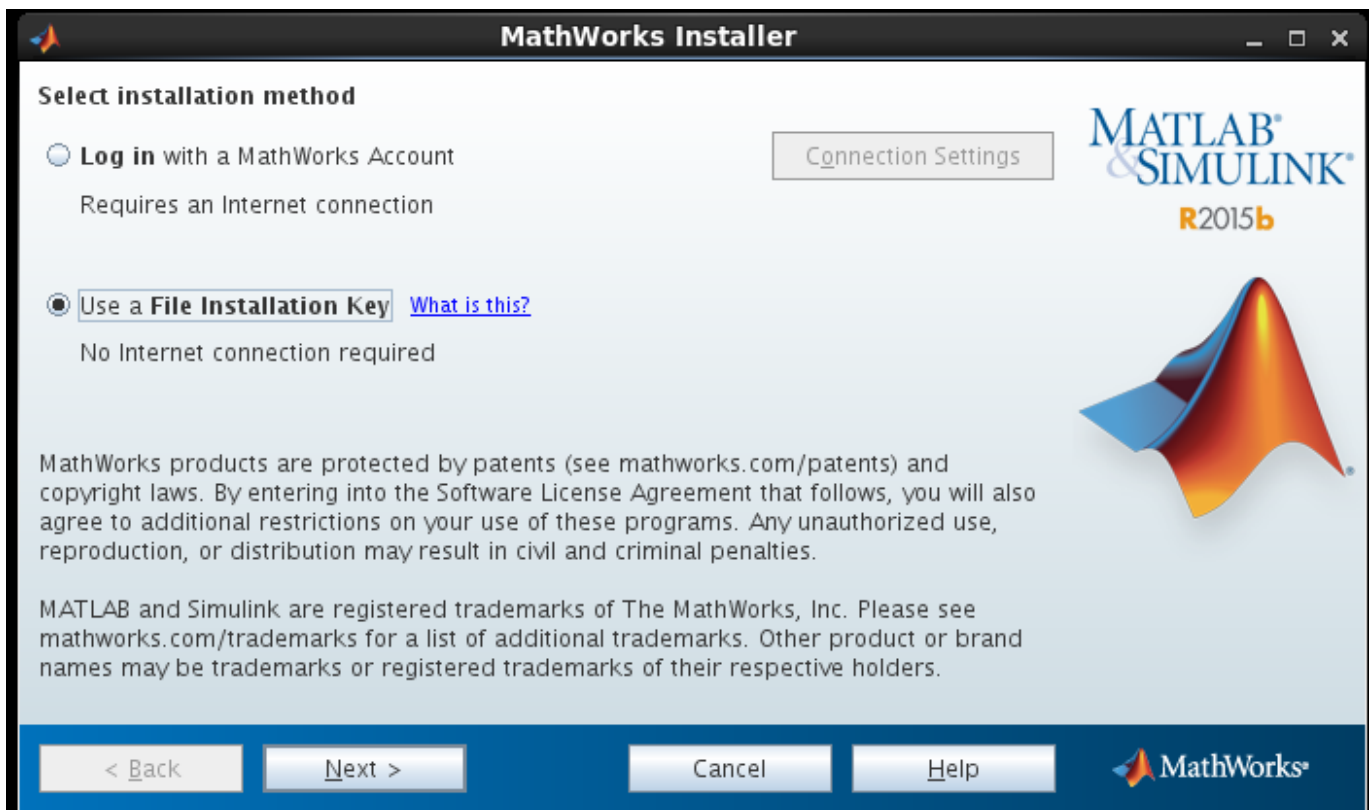 MathWorks Installer
Select installation method
Log in with a MathWorks Account
Connection Settings
Requires an Internet connection
Use a File Installation Key What is this?
No Internet connection required
MATLAB®
&SIMULINK®
R2015b
MathWorks products are protected by patents (see mathworks.com/patents) and
copyright laws. By entering into the Software License Agreement that follows, you will also
agree to additional restrictions on your use of these programs. Any unauthorized use,
reproduction, or distribution may result in civil and criminal penalties.
MATLAB and Simulink are registered trademarks of The MathWorks, Inc. Please see
mathworks.com/trademarks for a list of additional trademarks. Other product or brand
names may be trademarks or registered trademarks of their respective holders.
< Back
Next >
Cancel
Help
MathWorks®